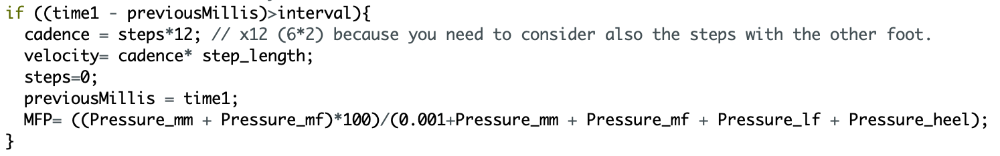 if ((time1 - previousMillis)>interval){
  cadence = steps*12; // x12 (6*2) because you need to consider also the steps with the other foot.
  velocity= cadence* step_length;
  steps=0;
  previousMillis = time1;
  MFP= ((Pressure_mm + Pressure_mf)*100)/(0.001+Pressure_mm + Pressure_mf + Pressure_lf + Pressure_heel);
}